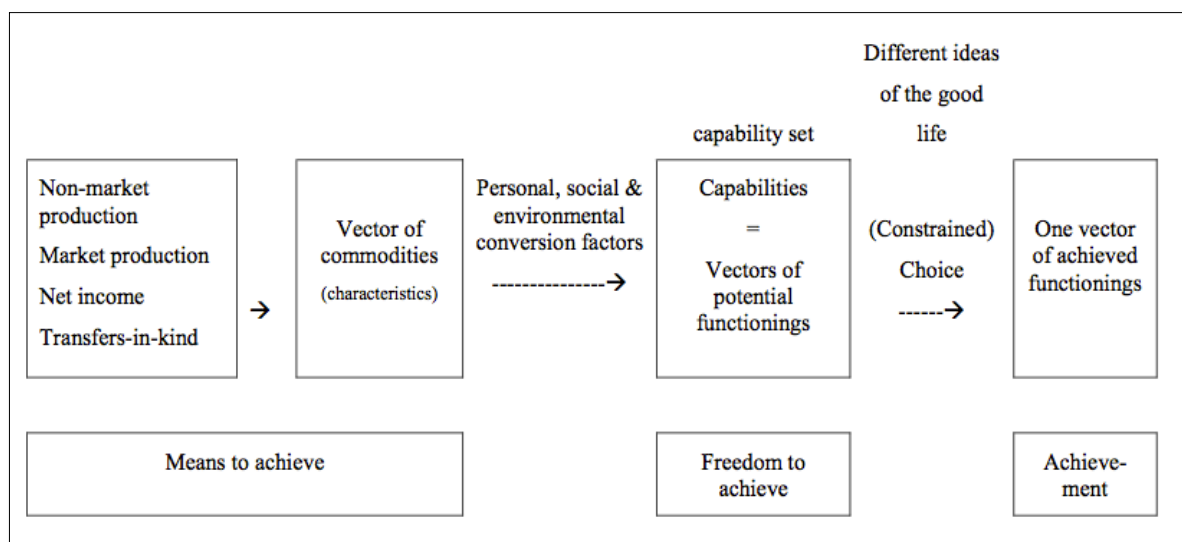 Different ideas
of the good
life
capability set
Non-market
production
Market production
Net income
Transfers-in-kind
→
Vector of
commodities
(characteristics)
Personal, social &
environmental
conversion factors
---------------→
Capabilities
=
Vectors of
potential
functionings
(Constrained)
Choice
------→
One vector
of achieved
functionings
Means to achieve
Freedom to
achieve
Achieve-
ment